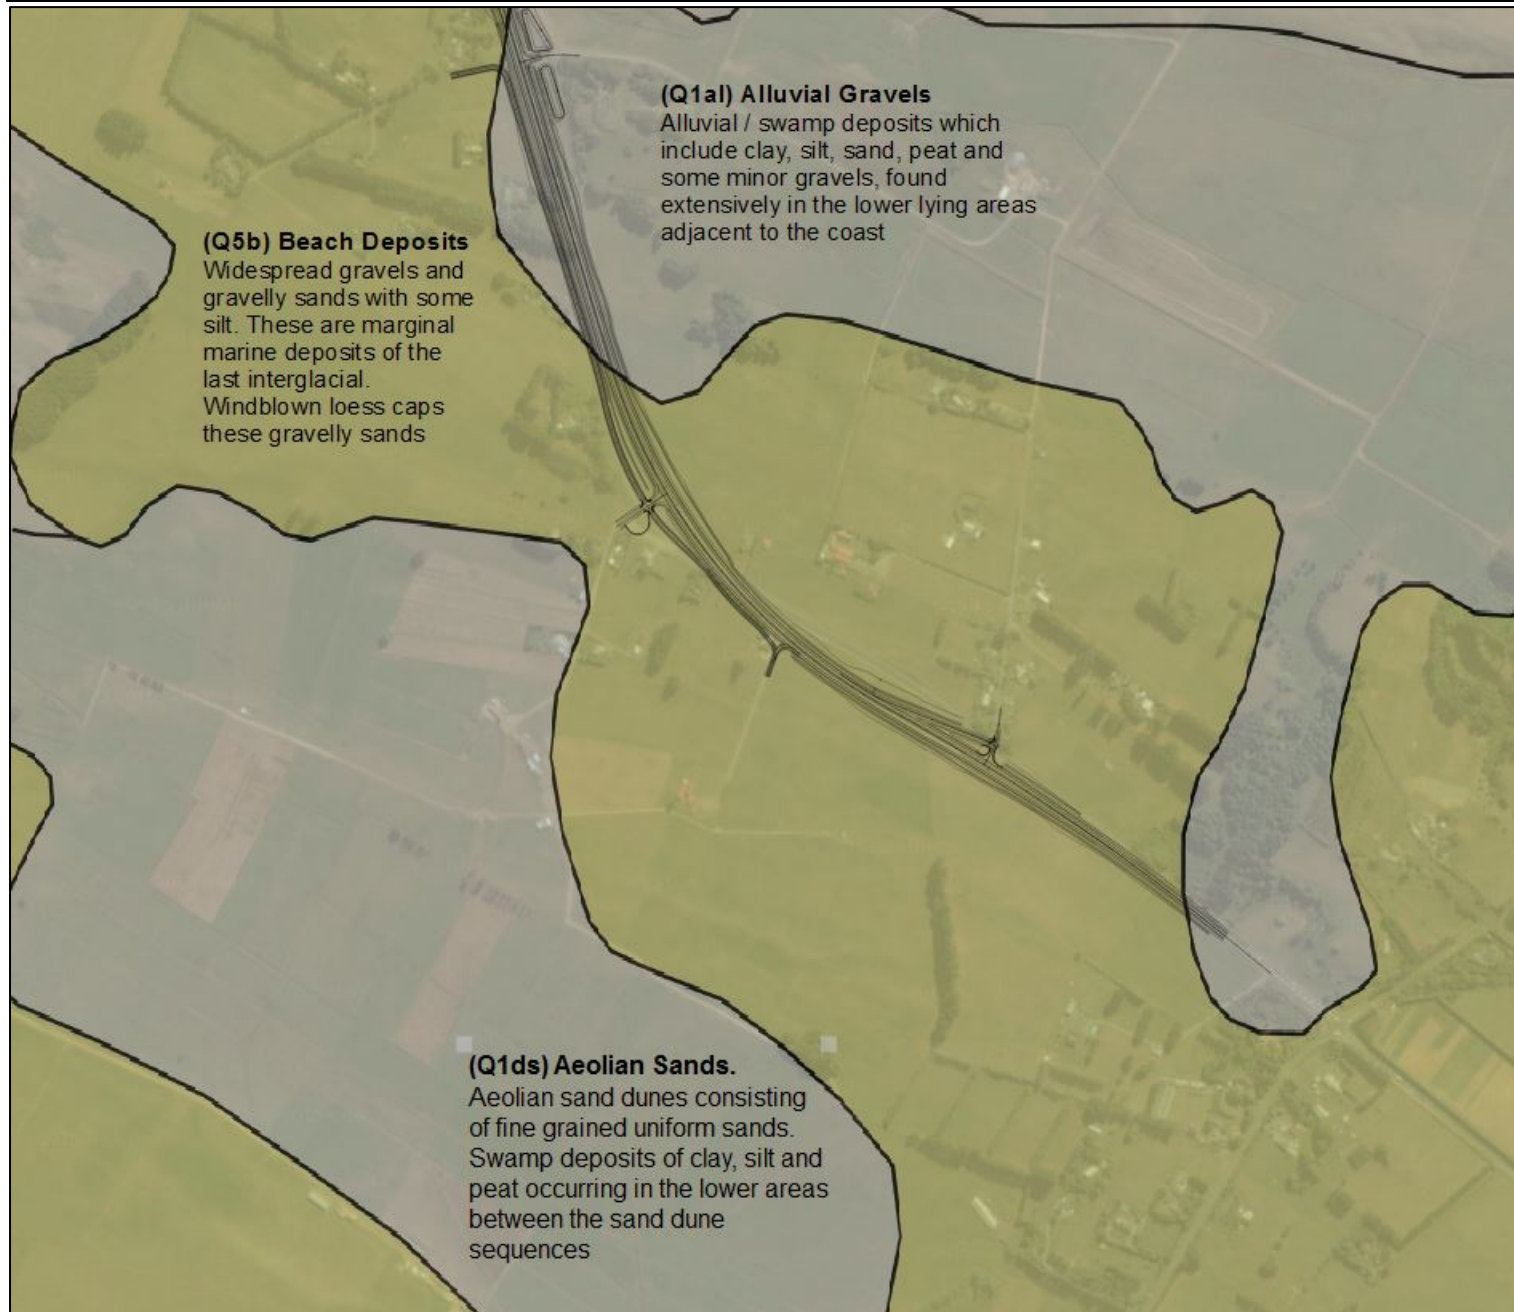 (Q1al) Alluvial Gravels
Alluvial / swamp deposits which
include clay, silt, sand, peat and
some minor gravels, found
extensively in the lower lying areas
adjacent to the coast
(Q5b) Beach Deposits
Widespread gravels and
gravelly sands with some
silt. These are marginal
marine deposits of the
last interglacial.
Windblown loess caps
these gravelly sands
(Q1ds) Aeolian Sands.
Aeolian sand dunes consisting
of fine grained uniform sands.
Swamp deposits of clay, silt and
peat occurring in the lower areas
between the sand dune
sequences